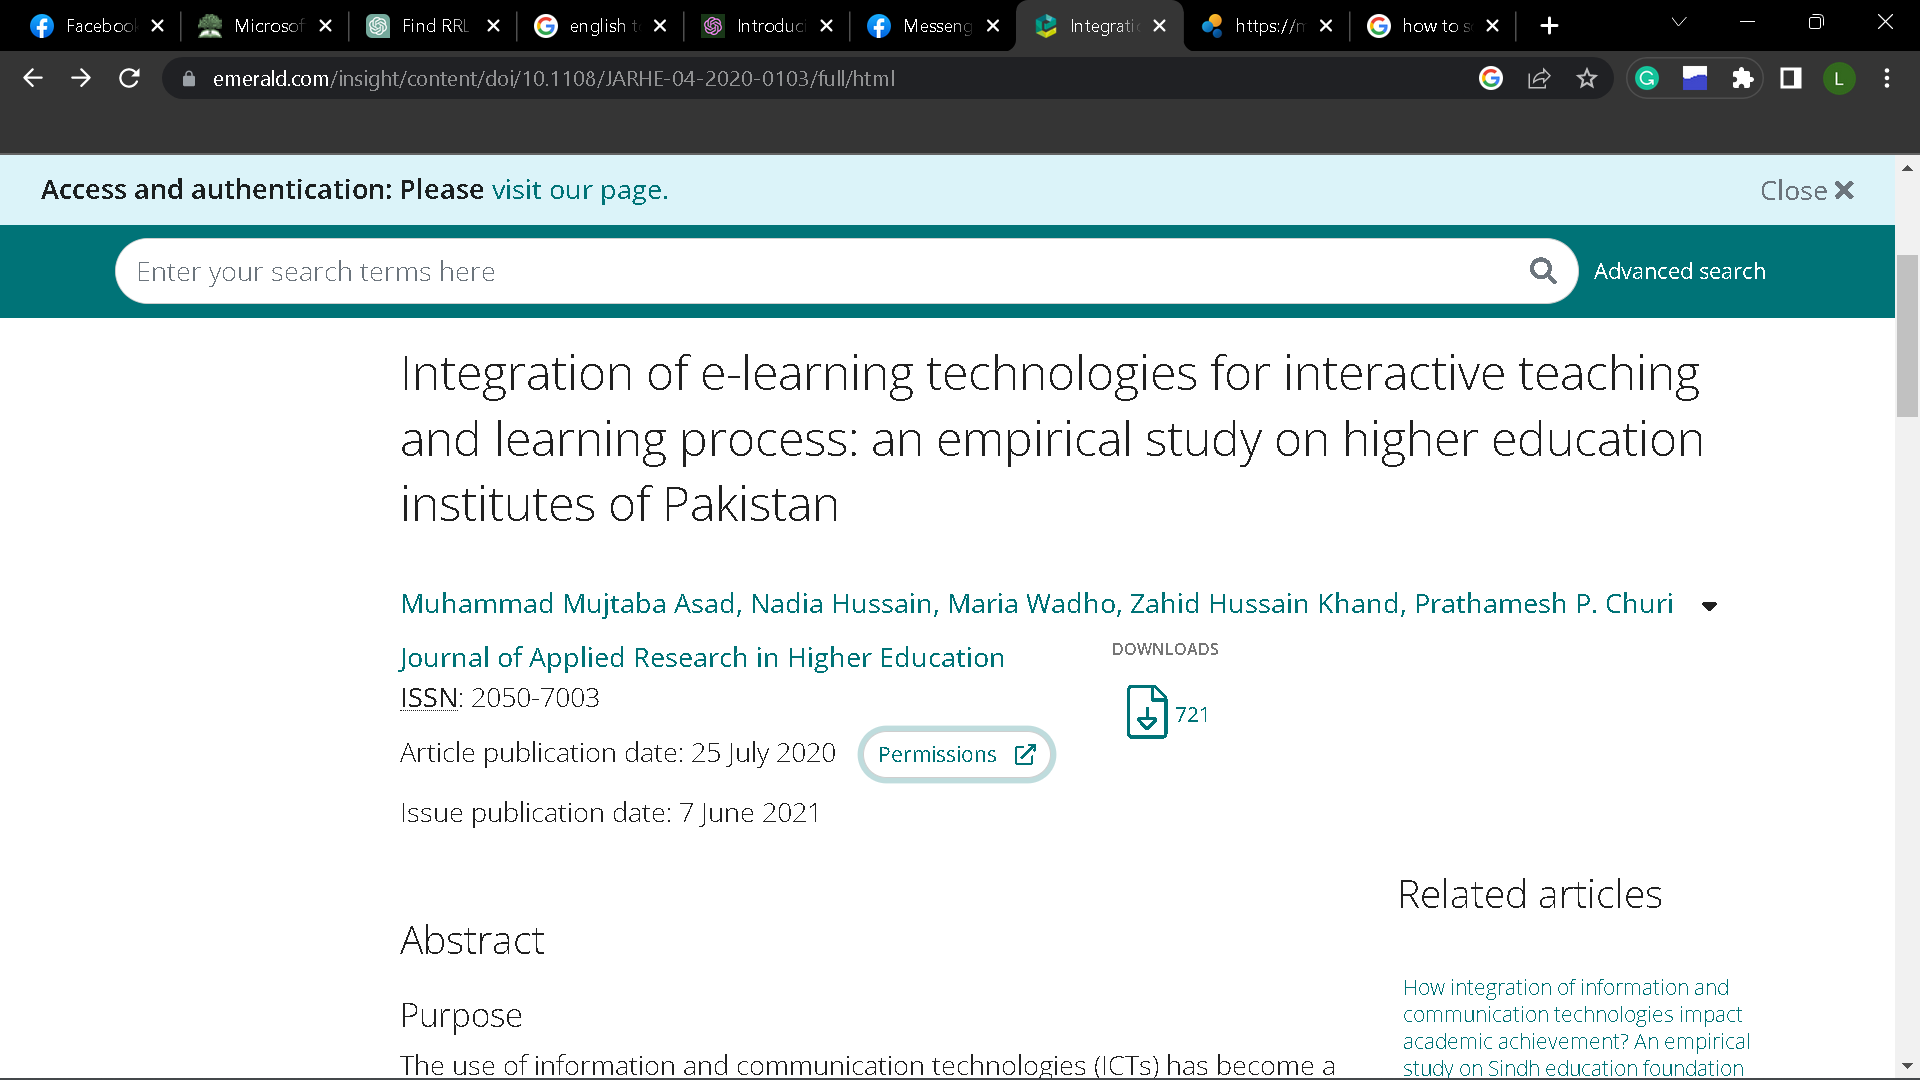 Facebook
Microsof
Find RRL
english t
Introduci
Messeng
Integrati
https://m
how to s
emerald.com/insight/content/doi/10.1108/JARHE-04-2020-0103/full/html
L
Access and authentication: Please visit our page.
Close
Enter your search terms here
Advanced search
Integration of e-learning technologies for interactive teaching
and learning process: an empirical study on higher education
institutes of Pakistan
Muhammad Mujtaba Asad, Nadia Hussain, Maria Wadho, Zahid Hussain Khand, Prathamesh P. Churi
Journal of Applied Research in Higher Education
ISSN: 2050-7003
DOWNLOADS
721
Article publication date: 25 July 2020
Permissions
Issue publication date: 7 June 2021
Abstract
Purpose
The use of information and communication technologies (ICTs) has become a
Related articles
How integration of information and
communication technologies impact
academic achievement? An empirical
study on Sindh education foundation